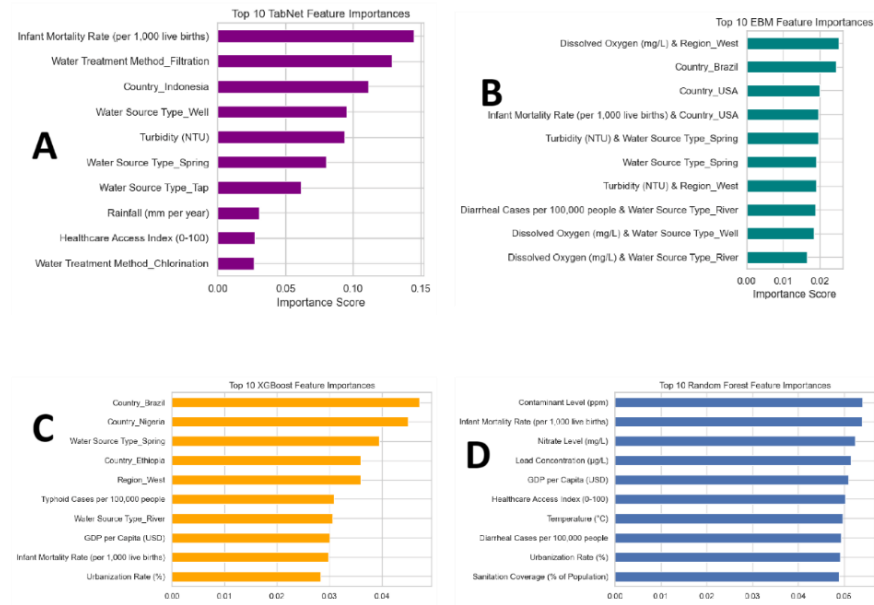 Top 10 TabNet Feature Importances
A
Infant Mortality Rate (per 1,000 live births)
Water Treatment Method_Filtration
Country_Indonesia
Water Source Type_Well
Turbidity (NTU)
Water Source Type_Spring
Water Source Type_Tap
Rainfall (mm per year)
Healthcare Access Index (0-100)
Water Treatment Method_Chlorination
0.00 0.05 0.10 0.15
Importance Score
Top 10 EBM Feature Importances
B
Dissolved Oxygen (mg/L) & Region_West
Country_Brazil
Country_USA
Infant Mortality Rate (per 1,000 live births) & Country_USA
Turbidity (NTU) & Water Source Type_Spring
Water Source Type_Spring
Turbidity (NTU) & Region_West
Diarrheal Cases per 100,000 people & Water Source Type_River
Dissolved Oxygen (mg/L) & Water Source Type_Well
Dissolved Oxygen (mg/L) & Water Source Type_River
0.00 0.01 0.02
Importance Score
Top 10 XGBoost Feature Importances
C
Country_Brazil
Country_Nigeria
Water Source Type_Spring
Country_Ethiopia
Region_West
Typhoid Cases per 100,000 people
Water Source Type_River
GDP per Capita (USD)
Infant Mortality Rate (per 1,000 live births)
Urbanization Rate (%)
0.00 0.01 0.02 0.03 0.04
Top 10 Random Forest Feature Importances
D
Contaminant Level (ppm)
Infant Mortality Rate (per 1,000 live births)
Nitrate Level (mg/L)
Lead Concentration (µg/L)
GDP per Capita (USD)
Healthcare Access Index (0-100)
Temperature (°C)
Diarrheal Cases per 100,000 people
Urbanization Rate (%)
Sanitation Coverage (% of Population)
0.00 0.01 0.02 0.03 0.04 0.05